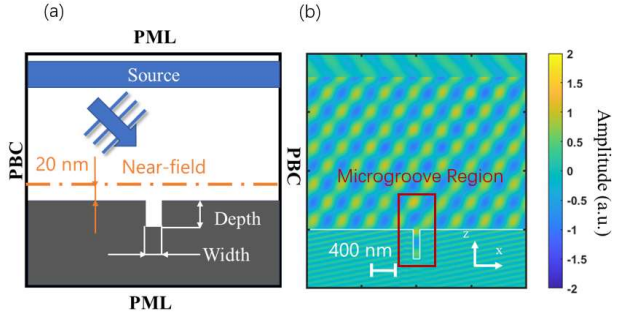 (a)
PML
Source
PBC
20 nm
Near-field
Depth
Width
PML
(b)
PBC
Microgroove Region
400 nm
z
x
2
1.5
1
0.5
0
-0.5
-1
-1.5
-2
Amplitude (a.u.)